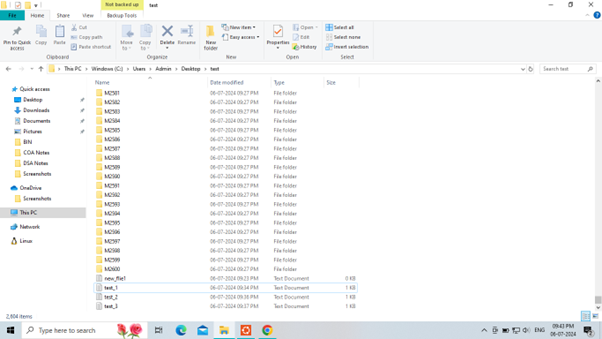 Not backed up test
File Home Share View Backup Tools
Pin to Quick access
Copy
Paste
Cut
Copy path
Paste shortcut
Move to
Copy to
Delete
Rename
New folder
New item
Easy access
Properties
Open
Edit
History
Select all
Select none
Invert selection
Clipboard Organize New Open Select
This PC > Windows (C:) > Users > Admin > Desktop > test
Search test
Name Date modified Type Size
Quick access
Desktop
Downloads
Documents
Pictures
BIN
COA Notes
DSA Notes
Screenshots
OneDrive
Screenshots
This PC
Network
Linux
M2581 06-07-2024 09:27 PM File folder
M2582 06-07-2024 09:27 PM File folder
M2583 06-07-2024 09:27 PM File folder
M2584 06-07-2024 09:27 PM File folder
M2585 06-07-2024 09:27 PM File folder
M2586 06-07-2024 09:27 PM File folder
M2587 06-07-2024 09:27 PM File folder
M2588 06-07-2024 09:27 PM File folder
M2589 06-07-2024 09:27 PM File folder
M2590 06-07-2024 09:27 PM File folder
M2591 06-07-2024 09:27 PM File folder
M2592 06-07-2024 09:27 PM File folder
M2593 06-07-2024 09:27 PM File folder
M2594 06-07-2024 09:27 PM File folder
M2595 06-07-2024 09:27 PM File folder
M2596 06-07-2024 09:27 PM File folder
M2597 06-07-2024 09:27 PM File folder
M2598 06-07-2024 09:27 PM File folder
M2599 06-07-2024 09:27 PM File folder
M2600 06-07-2024 09:27 PM File folder
new_file1 06-07-2024 09:23 PM Text Document 0 KB
test_1 06-07-2024 09:34 PM Text Document 1 KB
test_2 06-07-2024 09:36 PM Text Document 1 KB
test_3 06-07-2024 09:37 PM Text Document 1 KB
2,604 items
Type here to search
ENG
09:43 PM
06-07-2024
2